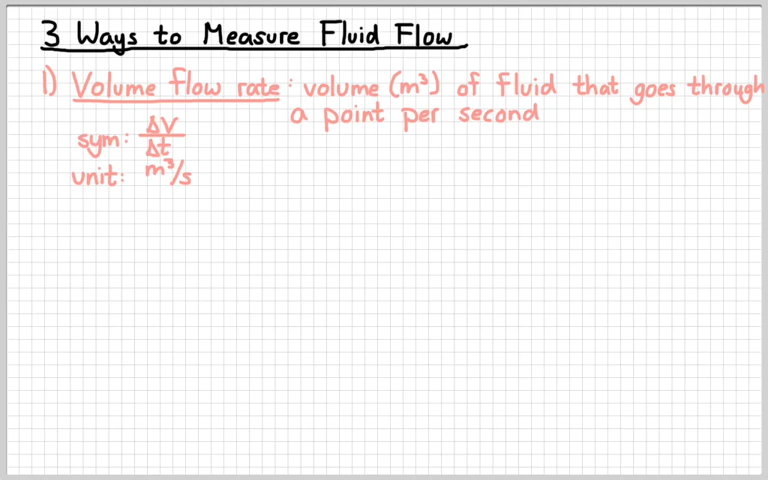 3 Ways to Measure Fluid Flow
1) Volume flow rate: volume (m³) of fluid that goes through
a point per second
sym: ΔV/Δt
unit: m³/s